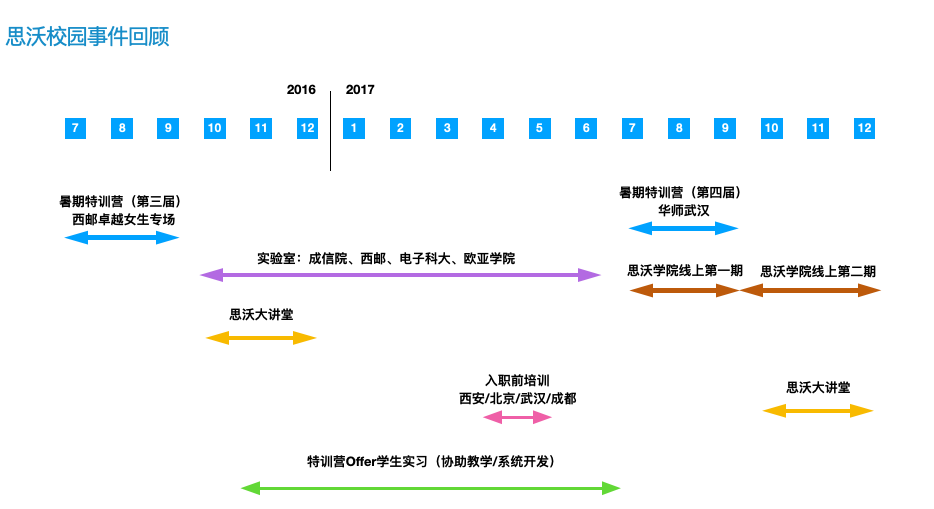 思沃校园事件回顾
2016 2017
7 8 9 10 11 12 1 2 3 4 5 6 7 8 9 10 11 12
暑期特训营（第三届）
西邮卓越女生专场
暑期特训营（第四届）
华师武汉
实验室：成信院、西邮、电子科大、欧亚学院
思沃学院线上第一期
思沃学院线上第二期
思沃大讲堂
入职前培训
西安/北京/武汉/成都
思沃大讲堂
特训营Offer学生实习（协助教学/系统开发）